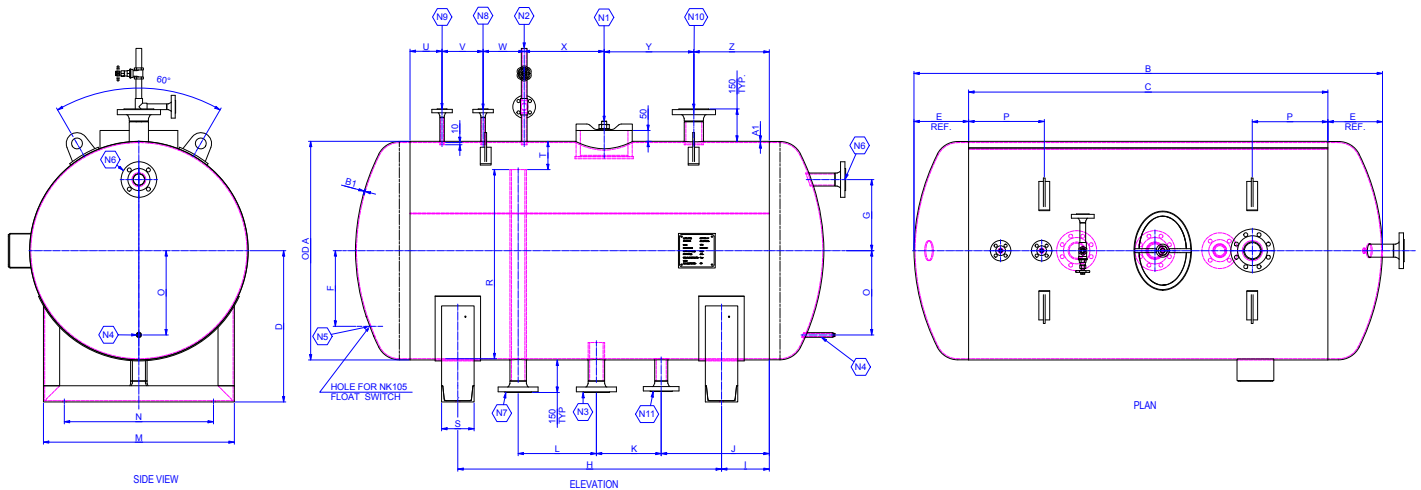 60°
N6
N4
O
D
N
M
SIDE VIEW
N9
N8
N2
N1
N10
U
V
W
X
Y
Z
10
50
150
TYP.
A1
T
B1
OD A
F
R
G
O
N6
N5
N4
HOLE FOR NK105
FLOAT SWITCH
S
N7
150
TYP
N3
N11
L
K
J
H
I
ELEVATION
B
C
E
REF.
P
P
E
REF.
PLAN